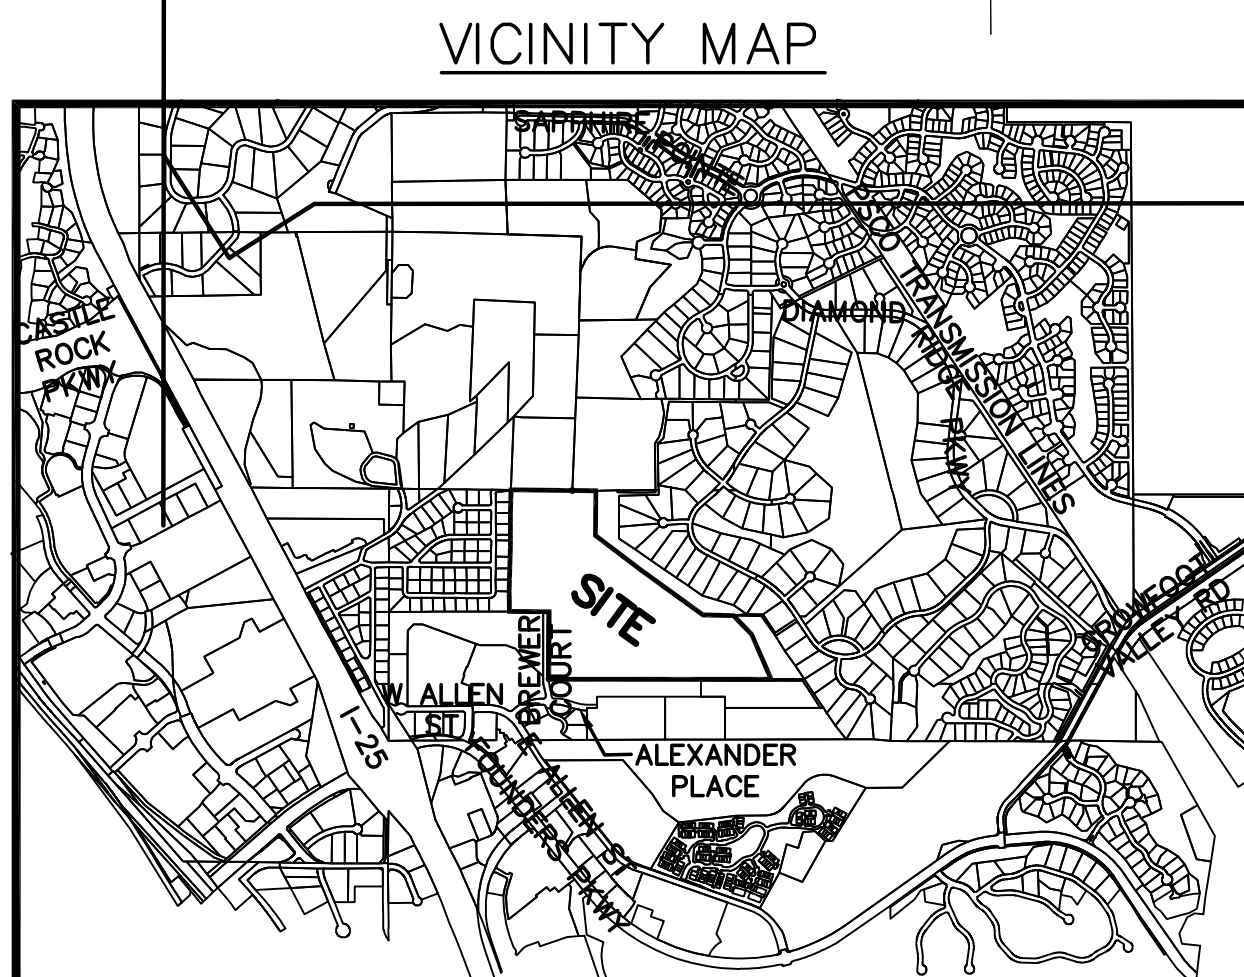 VICINITY MAP
SAPPHIRE POINTE
PSCO TRANSMISSION LINES
DIAMOND RIDGE PKWY
CASTLE
ROCK
PKWY
CROWFOOT
VALLEY RD
SITE
BREWER
COURT
W. ALLEN
ST
I-25
E ALLEN ST
FOUNDERS PKWY
ALEXANDER
PLACE